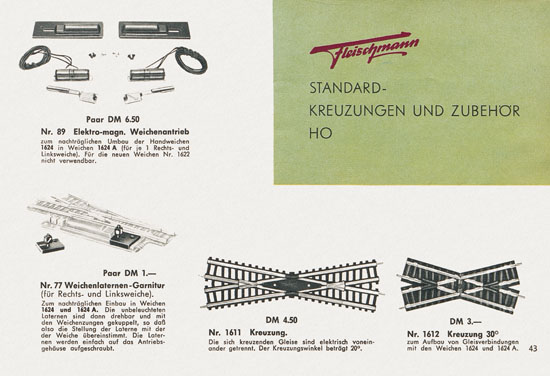 Fleischmann
STANDARD-
KREUZUNGEN UND ZUBEHÖR
HO
Paar DM 6.50
Nr. 89 Elektro-magn. Weichenantrieb
zum nachträglichen Umbau der Handweichen
1624 in Weichen 1624 A. (für je 1 Rechts- und
Linksweiche). Für die neuen Weichen Nr. 1622
nicht verwendbar.
Paar DM 1.—
Nr. 77 Weichenlaternen-Garnitur
(für Rechts- und Linksweiche).
Zum nachträglichen Einbau in Weichen
1624 und 1624 A. Die unbeleuchteten
Laternen sind dann drehbar und mit
den Weichenzungen gekuppelt, so daß
also die Stellung der Laterne mit der
der Weiche übereinstimmt. Die Later-
nen werden einfach auf das Antriebs-
gehäuse aufgeschraubt.
DM 4.50
Nr. 1611 Kreuzung.
Die sich kreuzenden Gleise sind elektrisch vonein-
ander getrennt. Der Kreuzungswinkel beträgt 20°.
DM 3.—
Nr. 1612 Kreuzung 30°
zum Aufbau von Gleisverbindungen
mit den Weichen 1624 und 1624 A.
43